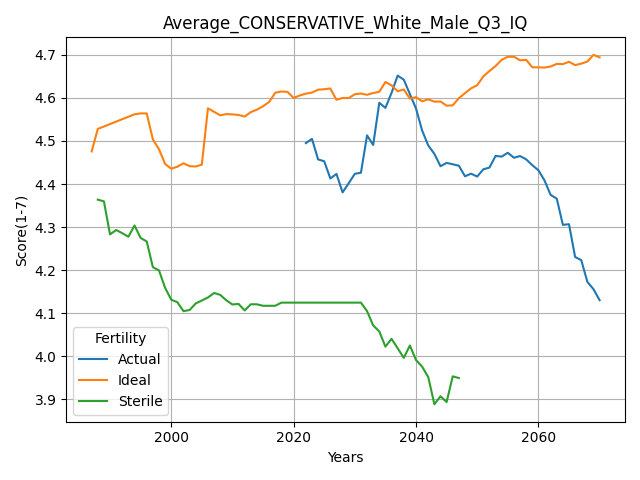 Average_CONSERVATIVE_White_Male_Q3_IQ
Score(1-7)
4.7
4.6
4.5
4.4
4.3
4.2
4.1
4.0
3.9
Fertility
Actual
Ideal
Sterile
2000 2020 2040 2060
Years